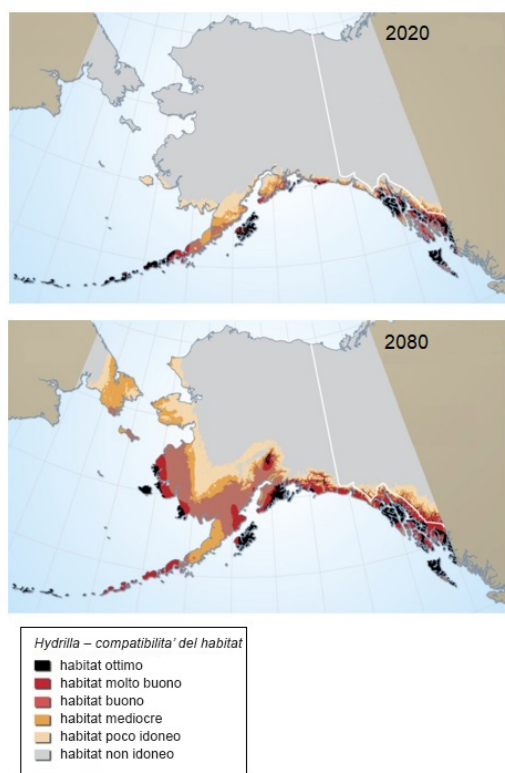 2020
2080
Hydrilla – compatibilita' del habitat
habitat ottimo
habitat molto buono
habitat buono
habitat mediocre
habitat poco idoneo
habitat non idoneo